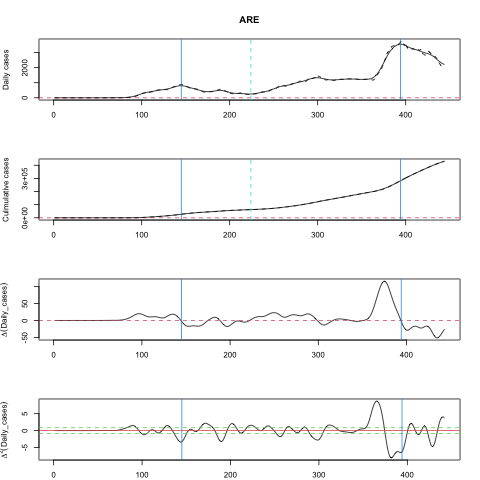 ARE
Daily cases
0 2000
0 100 200 300 400
Culmulative cases
0e+00 3e+05
0 100 200 300 400
Δ(Daily_cases)
-50 0 50
0 100 200 300 400
Δ²(Daily_cases)
-5 0 5
0 100 200 300 400